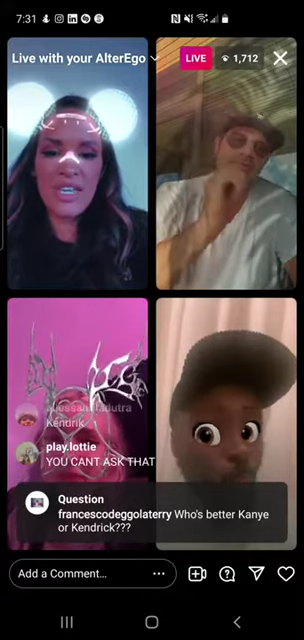 7:31
Live with your AlterEgo
LIVE
1,712
Kendrik
play.lottie
YOU CANT ASK THAT
Question
francescodeggolaterry Who's better Kanye
or Kendrick???
Add a Comment...